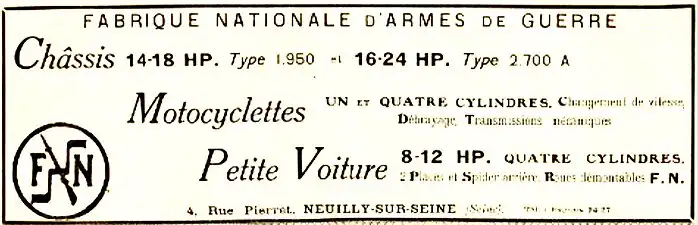 FABRIQUE NATIONALE D'ARMES DE GUERRE
Châssis 14-18 HP. Type 1.950 et 16-24 HP. Type 2.700 A
Motocyclettes UN ET QUATRE CYLINDRES. Changement de vitesse,
Débrayage, Transmissions mécaniques
Petite Voiture 8-12 HP. QUATRE CYLINDRES.
2 Places et Spider arrière. Roues démontables F.N.
FN
4, Rue Pierret, NEUILLY-SUR-SEINE (Seine).